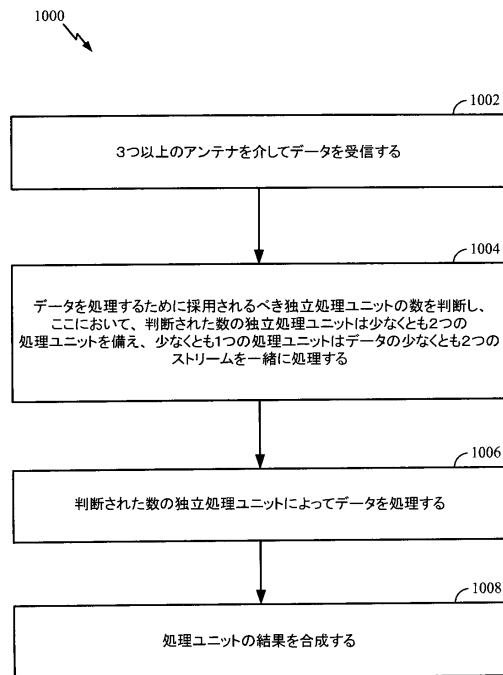 1000
1002
3つ以上のアンテナを介してデータを受信する
1004
データを処理するために採用されるべき独立処理ユニットの数を判断し、
ここにおいて、判断された数の独立処理ユニットは少なくとも2つの
処理ユニットを備え、少なくとも1つの処理ユニットはデータの少なくとも2つの
ストリームを一緒に処理する
1006
判断された数の独立処理ユニットによってデータを処理する
1008
処理ユニットの結果を合成する